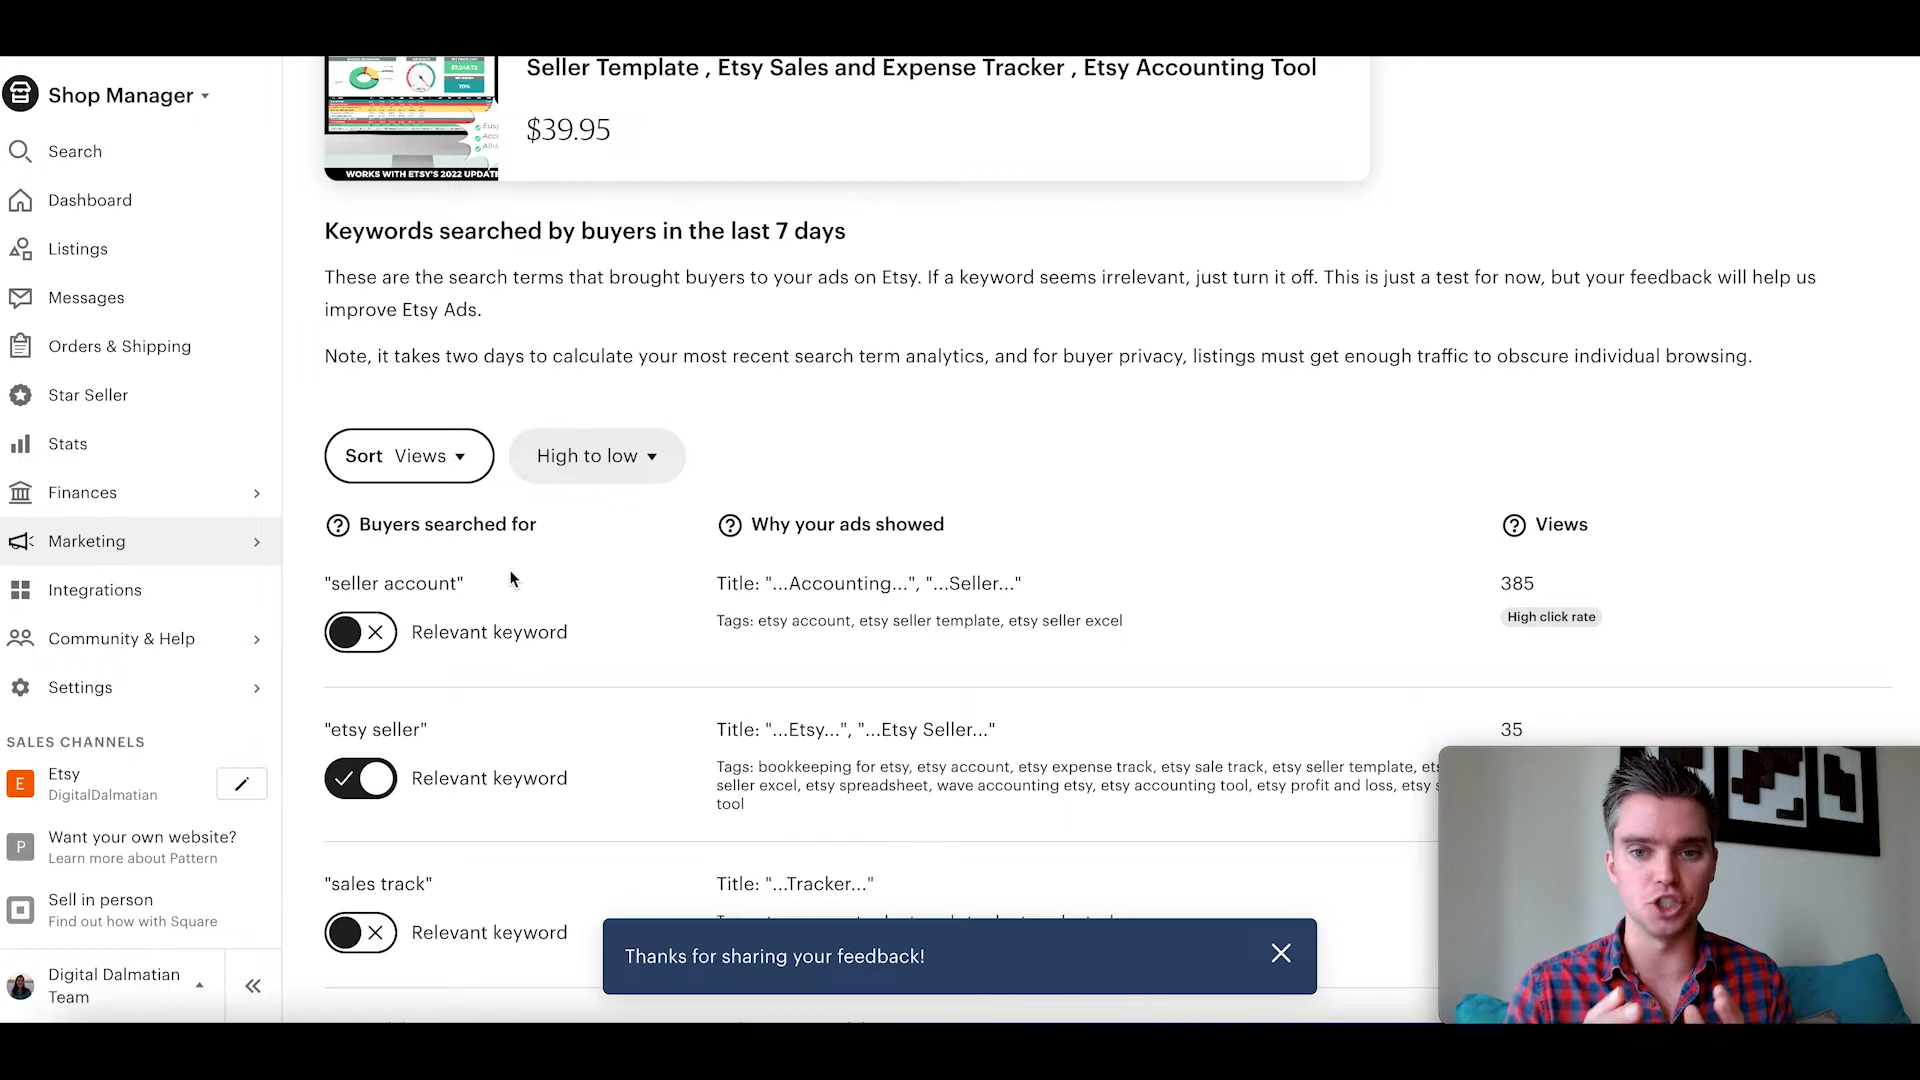 Shop Manager
Search
Dashboard
Listings
Messages
Orders & Shipping
Star Seller
Stats
Finances
Marketing
Integrations
Community & Help
Settings
SALES CHANNELS
E
Etsy
DigitalDalmatian
P
Want your own website?
Learn more about Pattern
Sell in person
Find out how with Square
Digital Dalmatian
Team
Seller Template , Etsy Sales and Expense Tracker , Etsy Accounting Tool
$39.95
WORKS WITH ETSY'S 2022 UPDATE
Keywords searched by buyers in the last 7 days
These are the search terms that brought buyers to your ads on Etsy. If a keyword seems irrelevant, just turn it off. This is just a test for now, but your feedback will help us
improve Etsy Ads.
Note, it takes two days to calculate your most recent search term analytics, and for buyer privacy, listings must get enough traffic to obscure individual browsing.
Sort Views
High to low
Buyers searched for
Why your ads showed
Views
"seller account"
Title: "...Accounting...", "...Seller..."
385
Tags: etsy account, etsy seller template, etsy seller excel
High click rate
Relevant keyword
"etsy seller"
Title: "...Etsy...", "...Etsy Seller..."
35
Relevant keyword
Tags: bookkeeping for etsy, etsy account, etsy expense track, etsy sale track, etsy seller template, ets
seller excel, etsy spreadsheet, wave accounting etsy, etsy accounting tool, etsy profit and loss, etsy s
tool
"sales track"
Title: "...Tracker..."
Relevant keyword
Thanks for sharing your feedback!